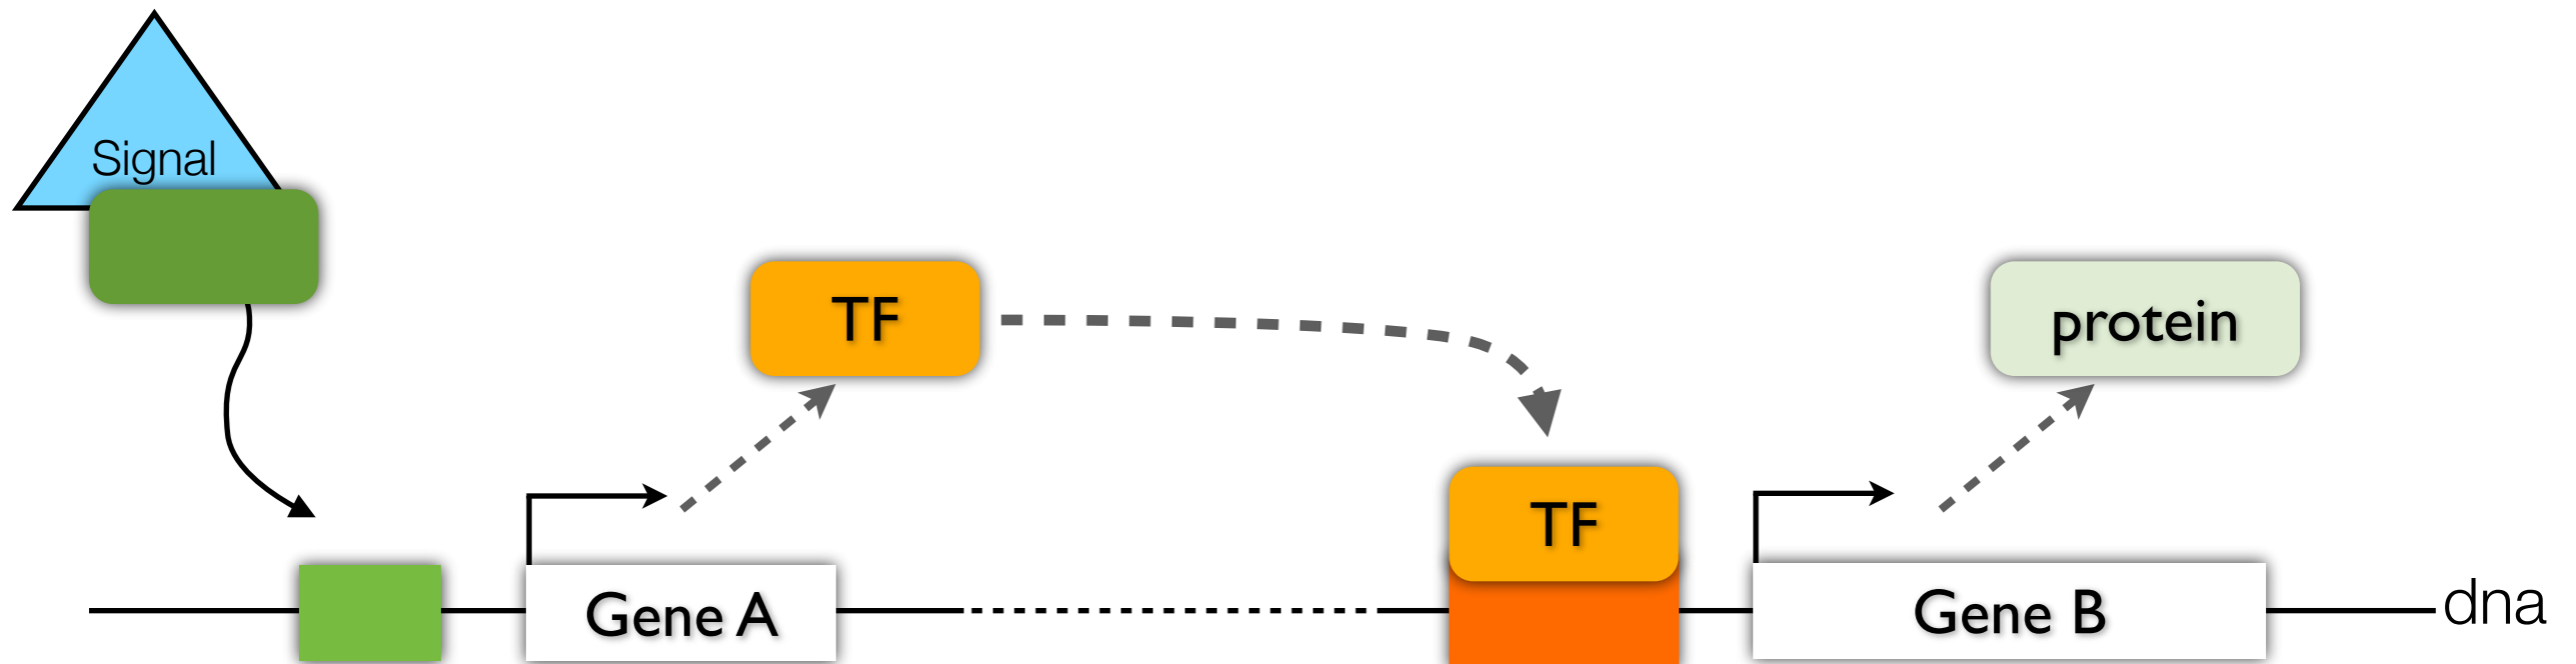 Signal
TF
protein
TF
Gene A
Gene B
dna